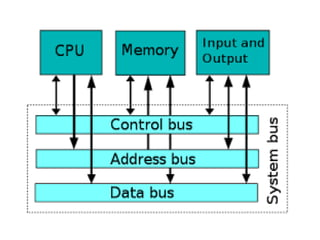 CPU
Memory
Input and
Output
Control bus
Address bus
Data bus
System bus